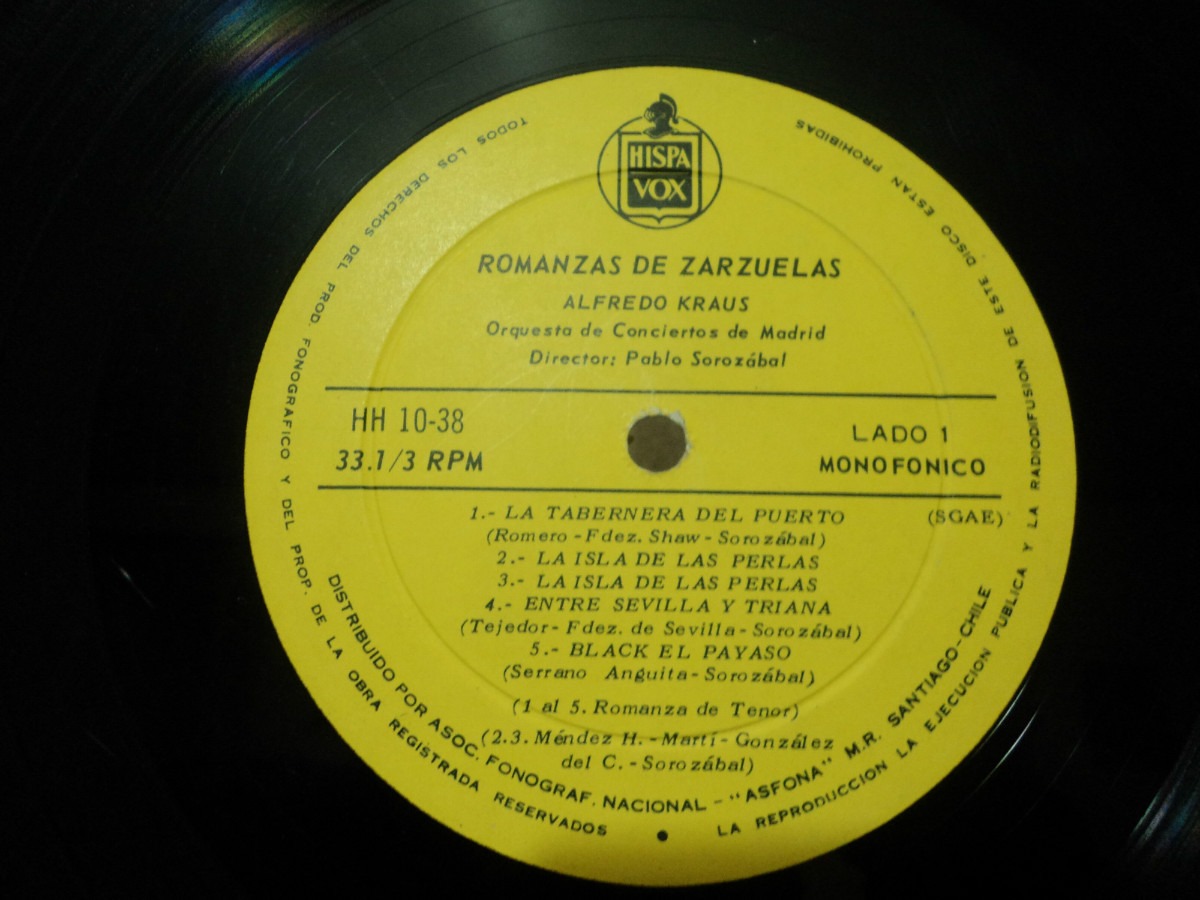 HISPA
VOX
ROMANZAS DE ZARZUELAS
ALFREDO KRAUS
Orquesta de Conciertos de Madrid
Director: Pablo Sorozábal
HH 10-38
33.1/3 RPM
LADO 1
MONOFONICO
1.- LA TABERNERA DEL PUERTO (SGAE)
(Romero - Fdez. Shaw - Sorozábal)
2.- LA ISLA DE LAS PERLAS
3.- LA ISLA DE LAS PERLAS
4.- ENTRE SEVILLA Y TRIANA
(Tejedor - Fdez. de Sevilla - Sorozábal)
5.- BLACK EL PAYASO
(Serrano Anguita - Sorozábal)
(1 al 5. Romanza de Tenor)
(2.3. Méndez H. - Martí - González
del C. - Sorozábal)
DISTRIBUIDO POR ASOC. FONOGRAF. NACIONAL - "ASFONA" M.R. SANTIAGO - CHILE
TODOS LOS DERECHOS DEL PROD. FONOGRAFICO Y DEL PROP. DE LA OBRA REGISTRADA RESERVADOS • LA REPRODUCCION LA EJECUCION PUBLICA Y LA RADIODIFUSION DE ESTE DISCO ESTAN PROHIBIDAS